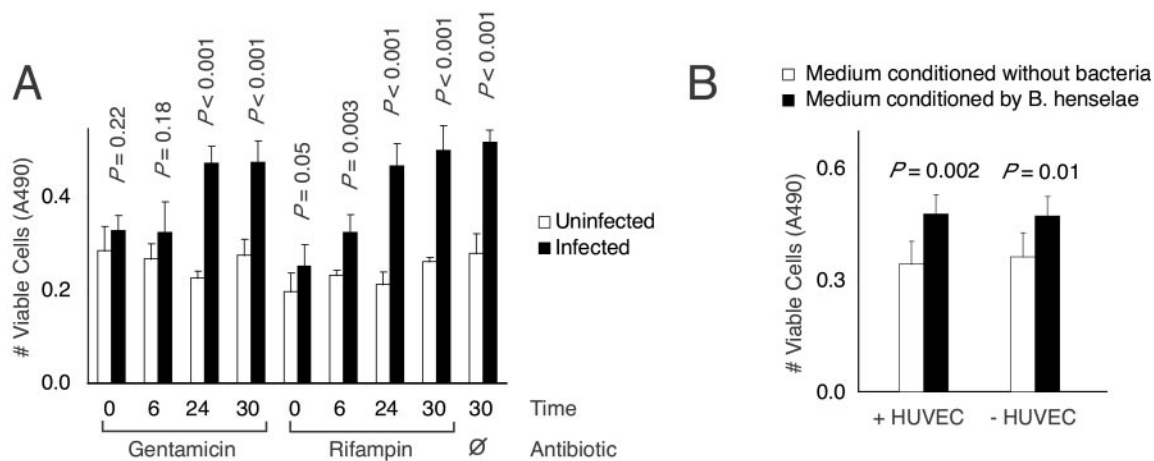 A
P = 0.22
P = 0.18
P < 0.001
P < 0.001
P = 0.05
P = 0.003
P < 0.001
P < 0.001
P < 0.001
# Viable Cells (A490)
0.4
0.2
0.0
Uninfected
Infected
0 6 24 30 0 6 24 30 30 Time
Gentamicin Rifampin Ø Antibiotic
B
Medium conditioned without bacteria
Medium conditioned by B. henselae
# Viable Cells (A490)
0.6
0.3
0.0
P = 0.002 P = 0.01
+ HUVEC - HUVEC